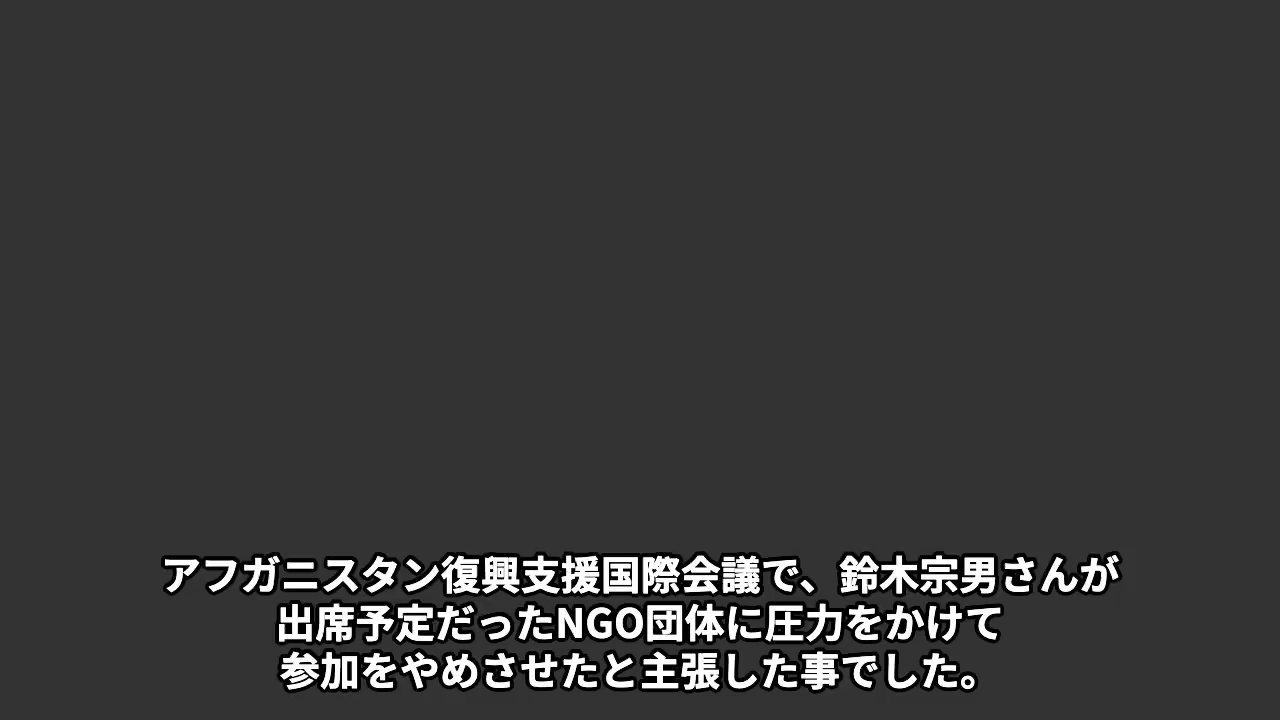 アフガニスタン復興支援国際会議で、鈴木宗男さんが
出席予定だったNGO団体に圧力をかけて
参加をやめさせたと主張した事でした。